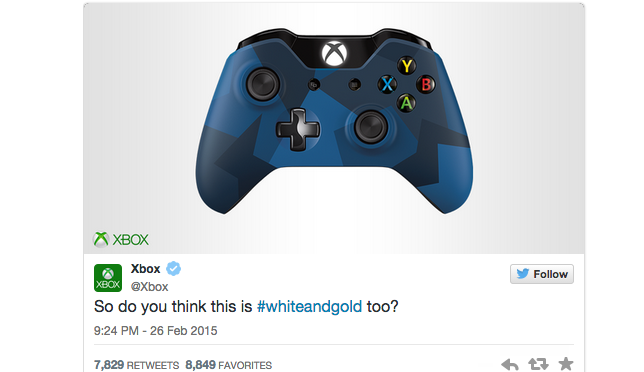 Y
X
B
A
XBOX
Xbox
@Xbox
XBOX
Follow
So do you think this is #whiteandgold too?
9:24 PM - 26 Feb 2015
7,829 RETWEETS 8,849 FAVORITES